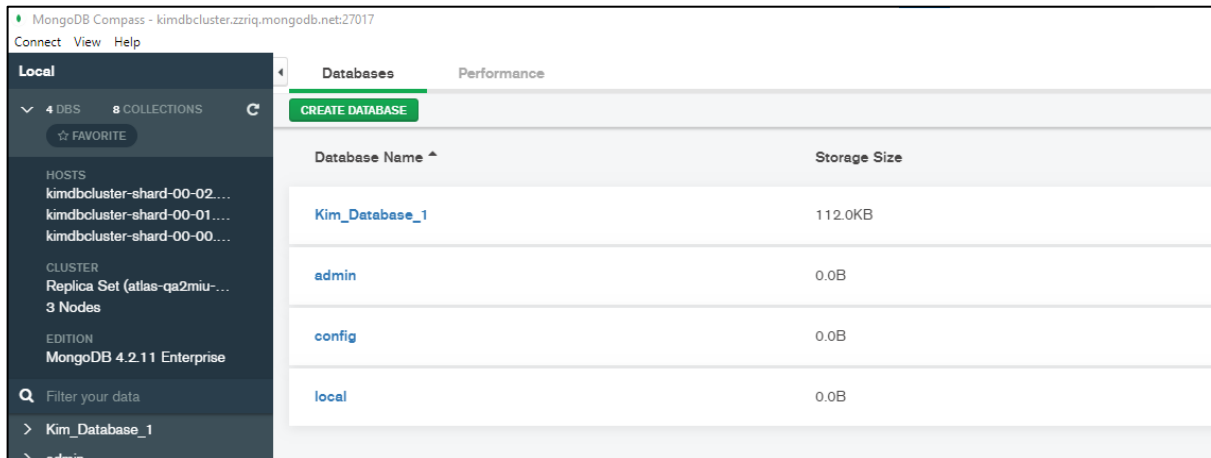 MongoDB Compass - kimdbcluster.zzriq.mongodb.net:27017
Connect View Help
Local
4 DBS 8 COLLECTIONS
☆ FAVORITE
HOSTS
kimdbcluster-shard-00-02....
kimdbcluster-shard-00-01....
kimdbcluster-shard-00-00....
CLUSTER
Replica Set (atlas-qa2miu-...
3 Nodes
EDITION
MongoDB 4.2.11 Enterprise
Filter your data
Kim_Database_1
admin
Databases Performance
CREATE DATABASE
Database Name Storage Size
Kim_Database_1 112.0KB
admin 0.0B
config 0.0B
local 0.0B